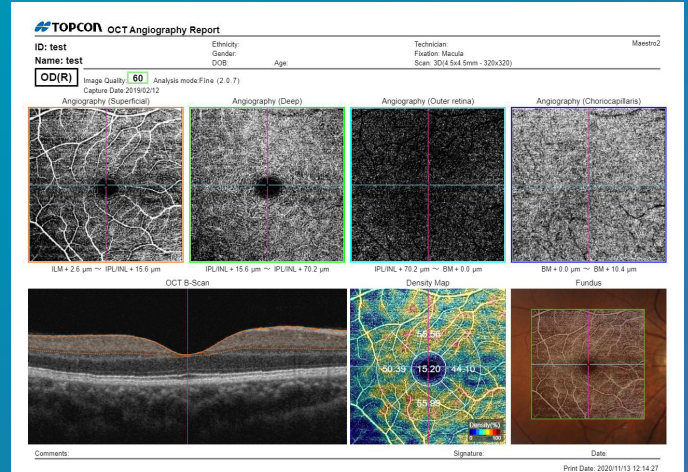 TOPCON OCT Angiography Report
ID: test
Name: test
Ethnicity:
Gender:
DOB: Age:
Technician:
Fixation: Macula
Scan: 3D(4.5x4.5mm - 320x320)
Maestro2
OD(R) Image Quality: 60 Analysis mode:Fine (2.0.7)
Capture Date:2019/02/12
Angiography (Superficial) Angiography (Deep) Angiography (Outer retina) Angiography (Choriocapillaris)
ILM + 2.6 µm ～ IPL/INL + 15.6 µm IPL/INL + 15.6 µm ～ IPL/INL + 70.2 µm IPL/INL + 70.2 µm ～ BM + 0.0 µm BM + 0.0 µm ～ BM + 10.4 µm
OCT B-Scan Density Map Fundus
50.39 15.20 44.10
Density(%)
0 100
Comments: Signature: Date:
Print Date: 2020/11/13 12:14:27